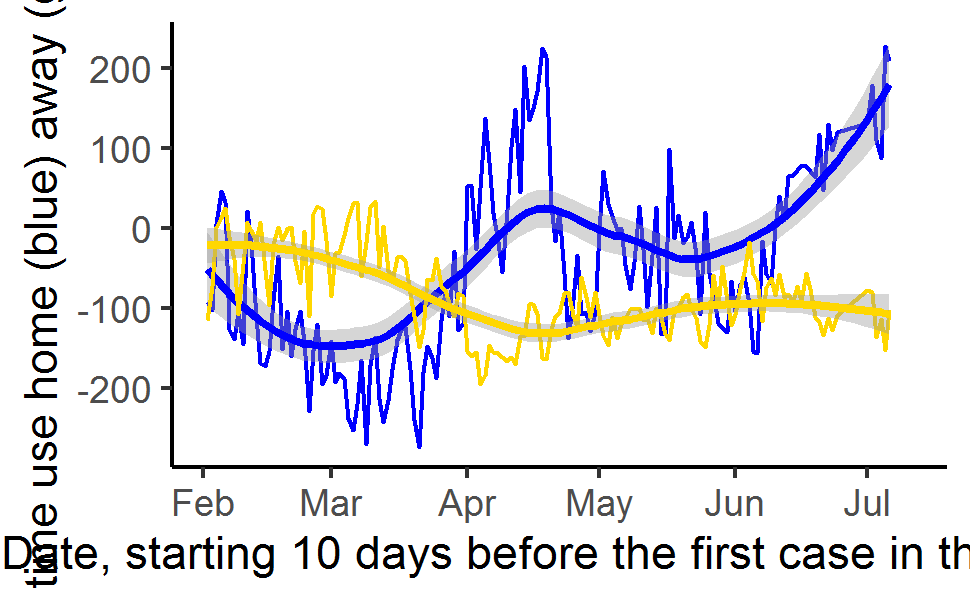 time use home (blue) away (
200
100
0
-100
-200
Feb Mar Apr May Jun Jul
Date, starting 10 days before the first case in th